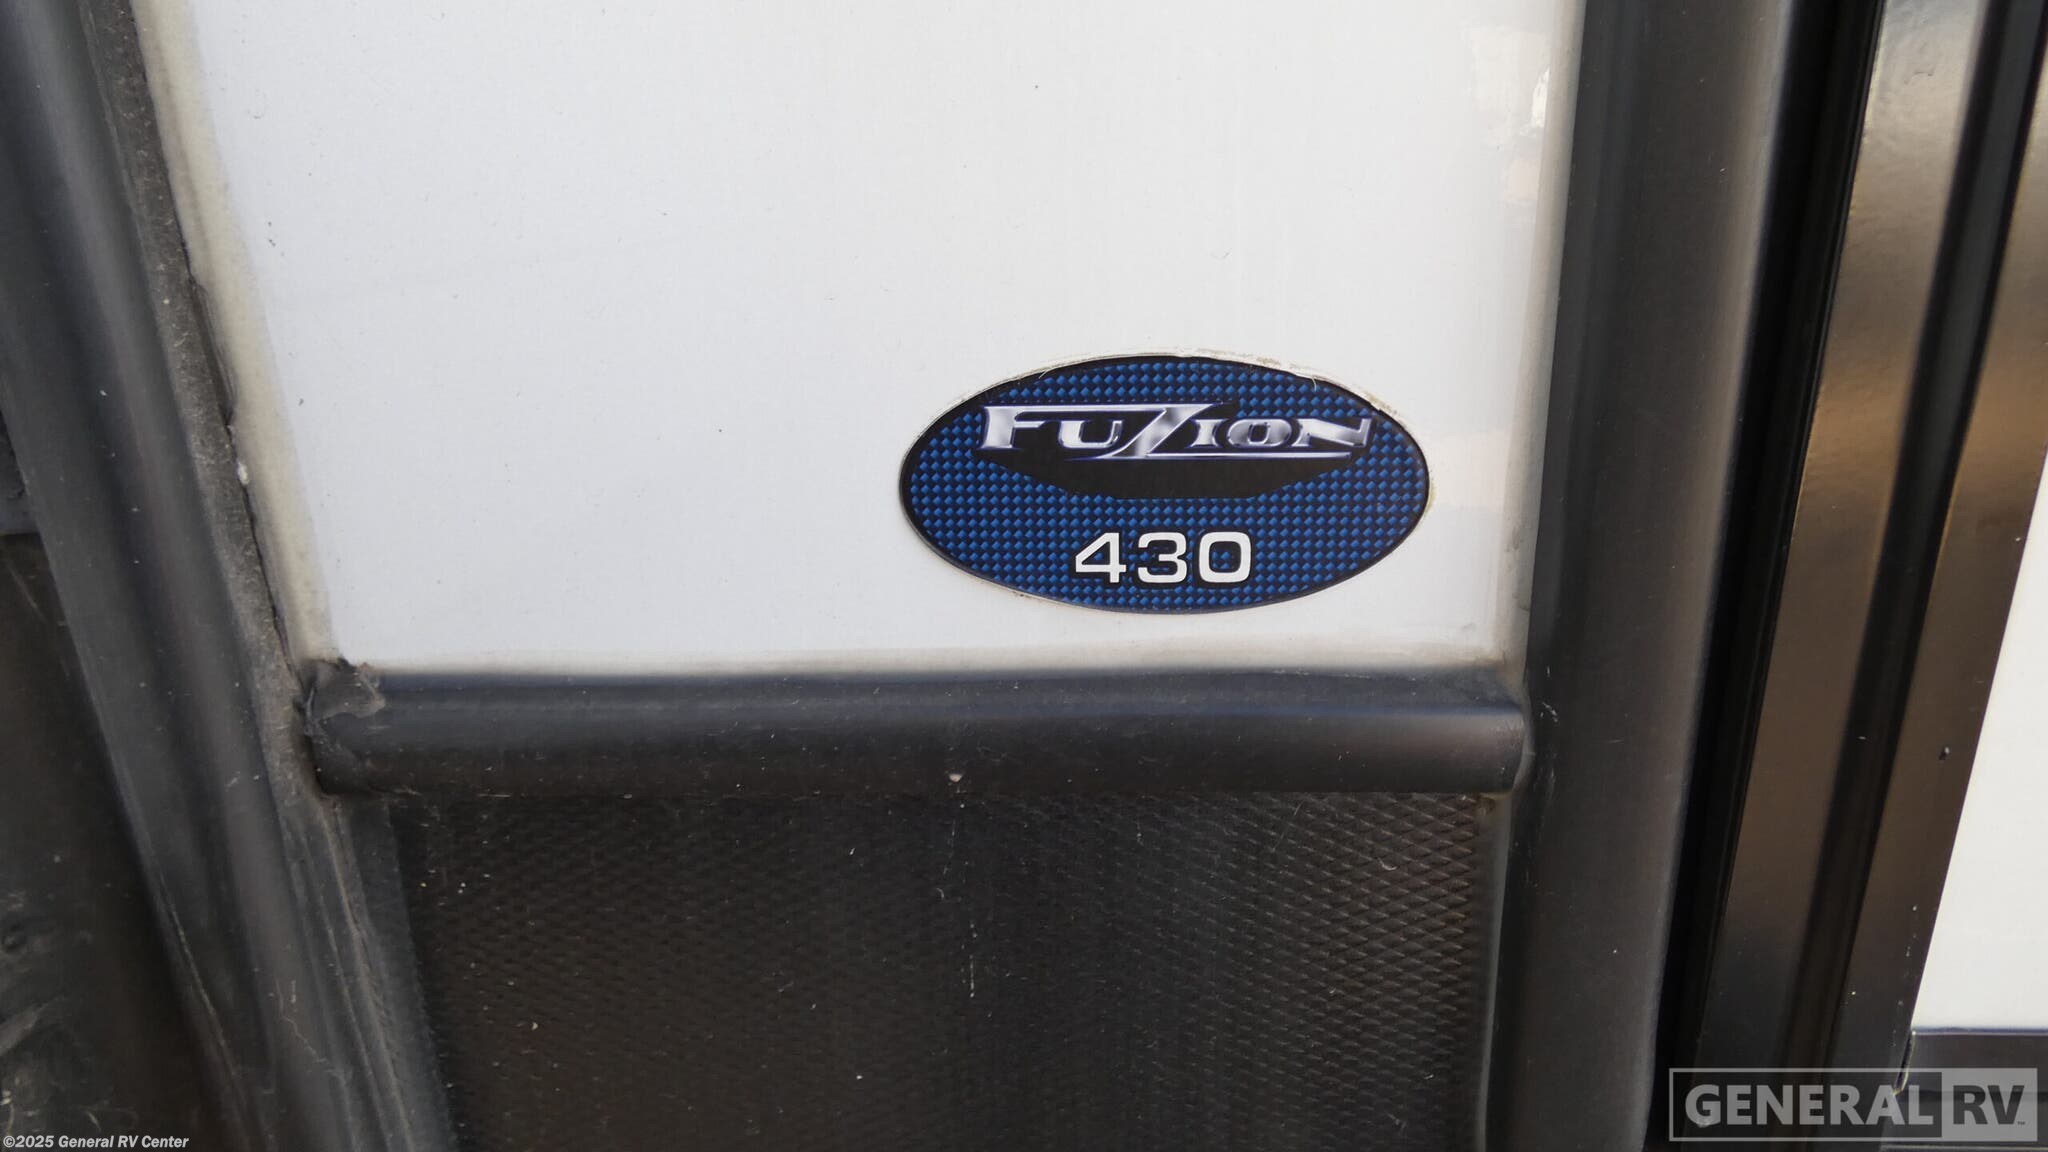 FUZION
430
GENERAL RV
©2025 General RV Center